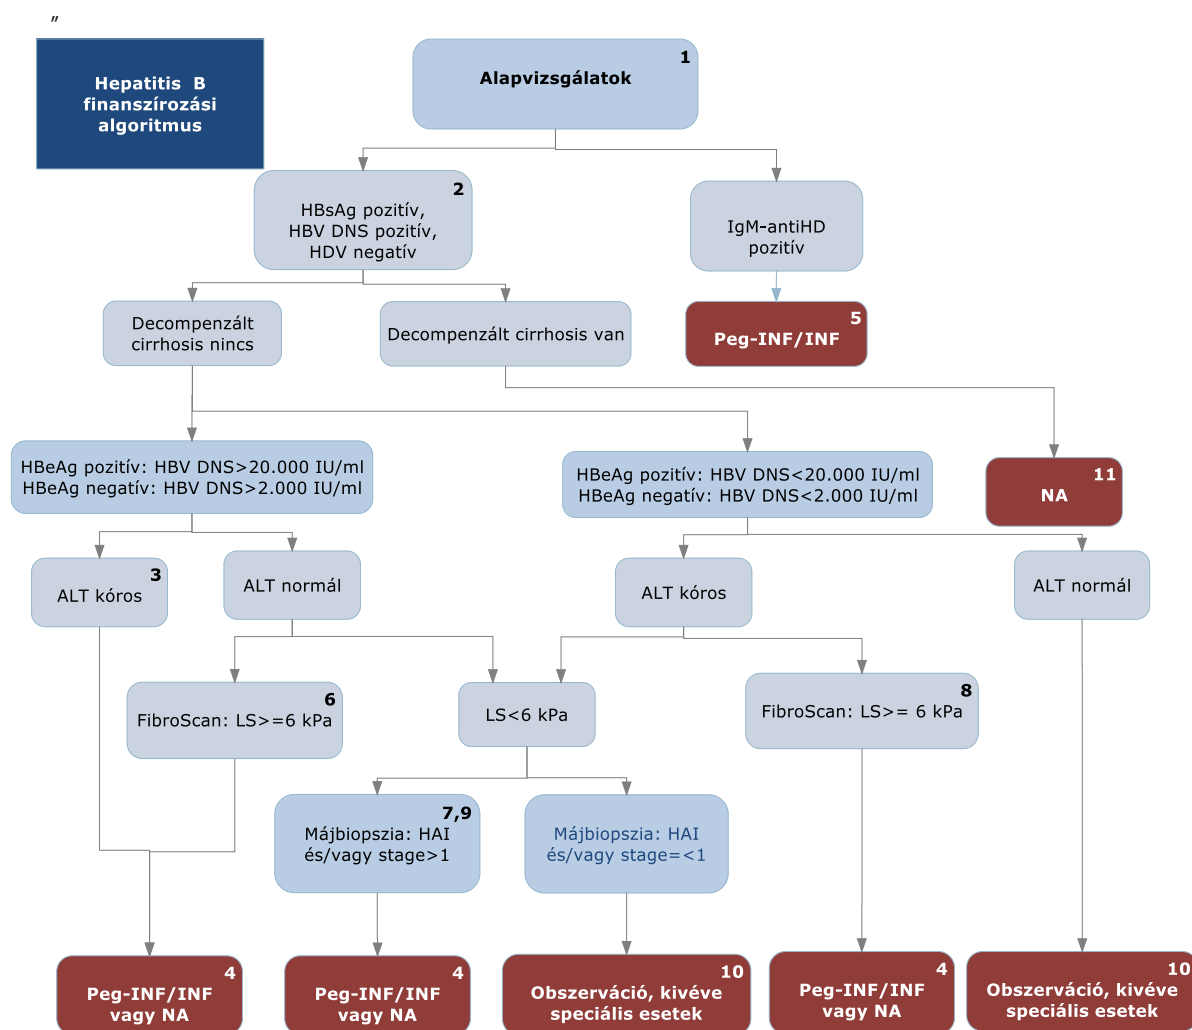 ”
Hepatitis B
finanszírozási
algoritmus
1
Alapvizsgálatok
2
HBsAg pozitív,
HBV DNS pozitív,
HDV negatív
IgM-antiHD
pozitív
Decompenzált
cirrhosis nincs
Decompenzált cirrhosis van
5
Peg-INF/INF
HBeAg pozitív: HBV DNS>20.000 IU/ml
HBeAg negatív: HBV DNS>2.000 IU/ml
HBeAg pozitív: HBV DNS<20.000 IU/ml
HBeAg negatív: HBV DNS<2.000 IU/ml
11
NA
3
ALT kóros
ALT normál
ALT kóros
ALT normál
6
FibroScan: LS>=6 kPa
LS<6 kPa
8
FibroScan: LS>= 6 kPa
7,9
Májbiopszia: HAI
és/vagy stage>1
Májbiopszia: HAI
és/vagy stage=<1
4
Peg-INF/INF
vagy NA
4
Peg-INF/INF
vagy NA
10
Obszerváció, kivéve
speciális esetek
4
Peg-INF/INF
vagy NA
10
Obszerváció, kivéve
speciális esetek